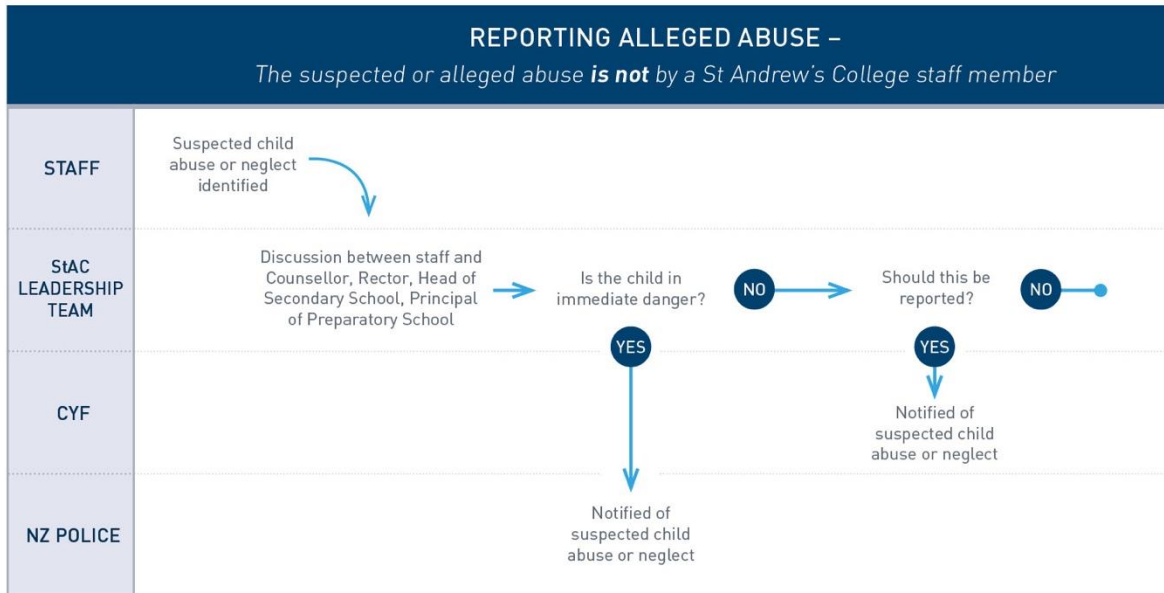 REPORTING ALLEGED ABUSE –
The suspected or alleged abuse is not by a St Andrew's College staff member
STAFF
Suspected child
abuse or neglect
identified
StAC
LEADERSHIP
TEAM
Discussion between staff and
Counsellor, Rector, Head of
Secondary School, Principal
of Preparatory School
Is the child in
immediate danger?
NO
Should this be
reported?
NO
YES
YES
CYF
Notified of
suspected child
abuse or neglect
NZ POLICE
Notified of
suspected child
abuse or neglect